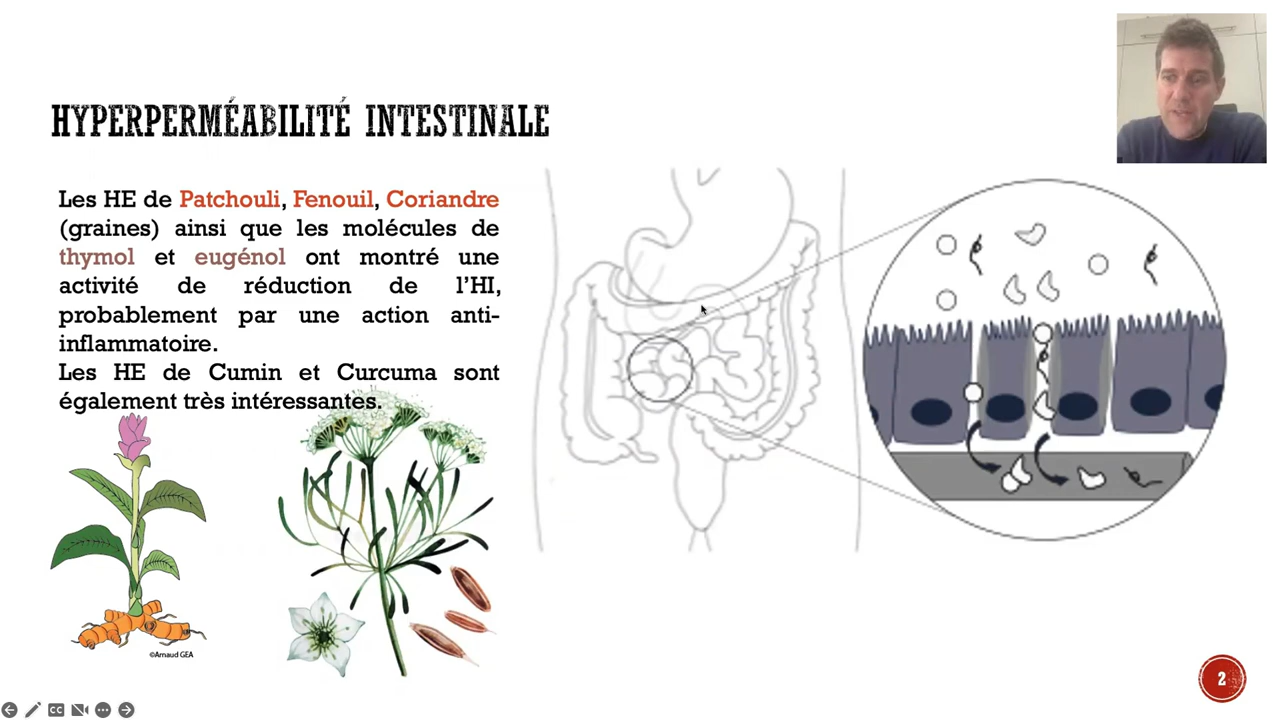 HYPERPERMÉABILITÉ INTESTINALE
Les HE de Patchouli, Fenouil, Coriandre
(graines) ainsi que les molécules de
thymol et eugénol ont montré une
activité de réduction de l'HI,
probablement par une action anti-
inflammatoire.
Les HE de Cumin et Curcuma sont
également très intéressantes.
©Arnaud GEA
2
CC